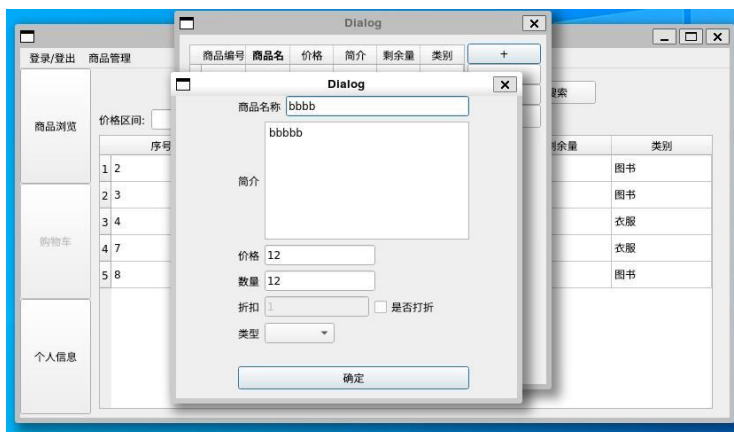 Dialog
登录/登出 商品管理
商品编号 商品名 价格 简介 剩余量 类别 +
Dialog
商品名称 bbbb
简介 bbbbb
价格 12
数量 12
折扣 1 是否打折
类型
确定
商品浏览
购物车
个人信息
价格区间:
序号 类别
1 2 图书
2 3 图书
3 4 衣服
4 7 衣服
5 8 图书